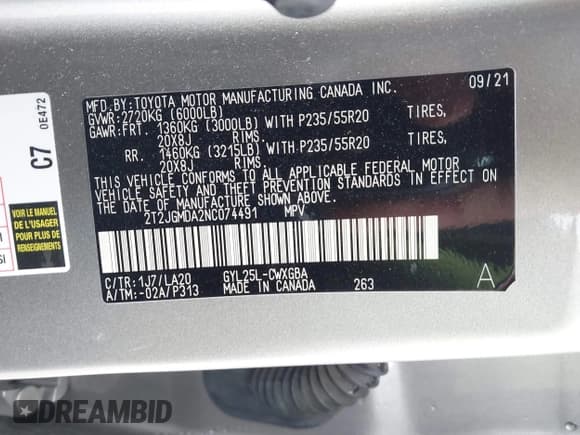 MFD.BY:TOYOTA MOTOR MANUFACTURING CANADA INC. 09/21
GVWR:2720KG (6000LB)
GAWR:FRT. 1360KG (3000LB) WITH P235/55R20 TIRES,
20X8J RIMS.
RR. 1460KG (3215LB) WITH P235/55R20 TIRES,
20X8J RIMS.
THIS VEHICLE CONFORMS TO ALL APPLICABLE FEDERAL MOTOR
VEHICLE SAFETY AND THEFT PREVENTION STANDARDS IN EFFECT ON
THE DATE OF MANUFACTURE SHOWN ABOVE.
2T2JGMDA2NC074491 MPV
C/TR:1J7/LA20 GYL25L-CWXGBA
A/TM:-02A/P313 MADE IN CANADA 263 A
C7 0E472
VOIR LE MANUEL
DE L'USAGER
POUR PLUS DE
RENSEIGNEMENTS
DREAMBID